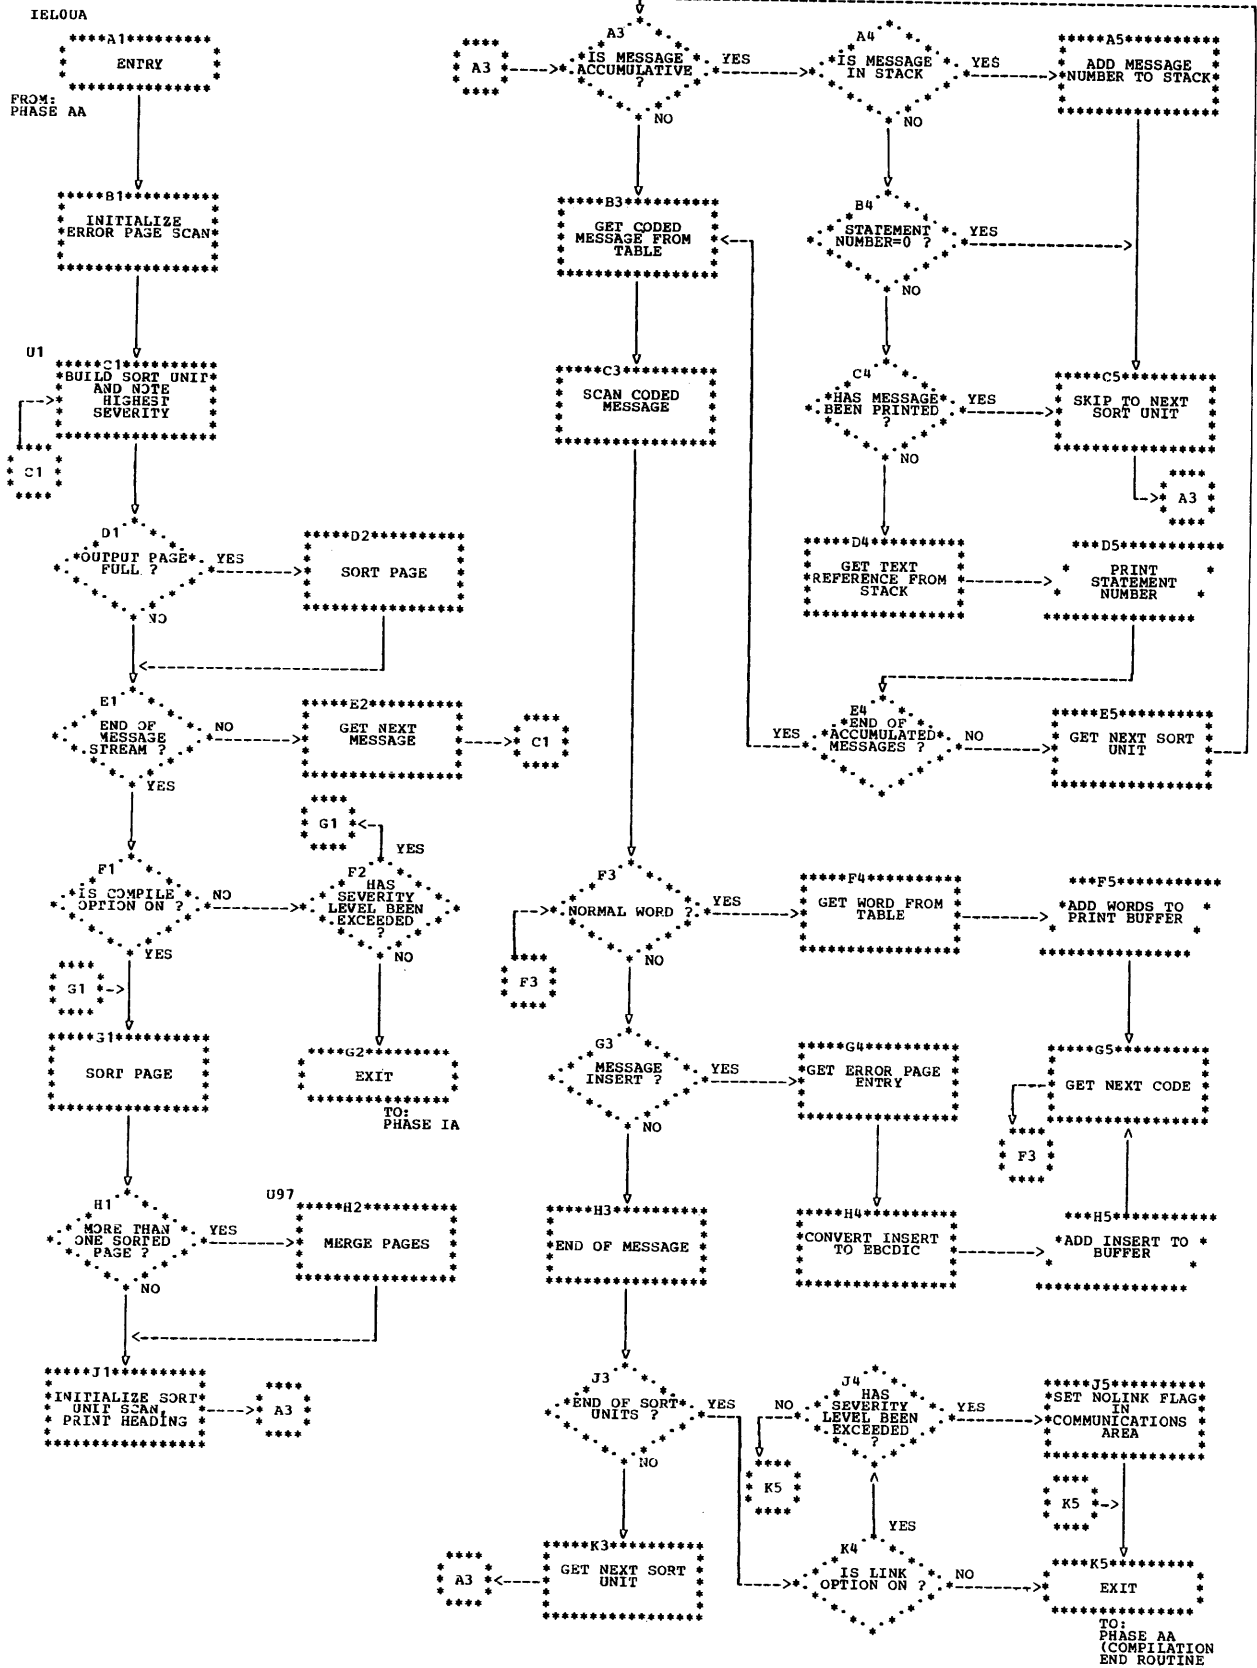 IELOUA
A1
ENTRY
FROM:
PHASE AA
B1
INITIALIZE
ERROR PAGE SCAN
U1
C1
BUILD SORT UNIT
AND NOTE
HIGHEST
SEVERITY
C1
D1
OUTPUT PAGE
FULL ?
YES
NO
D2
SORT PAGE
E1
END OF
MESSAGE
STREAM ?
NO
YES
E2
GET NEXT
MESSAGE
C1
F1
IS COMPILE
OPTION ON ?
NO
YES
G1
YES
F2
HAS
SEVERITY
LEVEL BEEN
EXCEEDED
?
NO
G1
G1
SORT PAGE
G2
EXIT
TO:
PHASE IA
H1
MORE THAN
ONE SORTED
PAGE ?
YES
NO
U97
H2
MERGE PAGES
J1
INITIALIZE SORT
UNIT SCAN,
PRINT HEADING
A3
A3
A3
IS MESSAGE
ACCUMULATIVE
?
YES
NO
A4
IS MESSAGE
IN STACK
?
YES
NO
A5
ADD MESSAGE
NUMBER TO STACK
B3
GET CODED
MESSAGE FROM
TABLE
B4
STATEMENT
NUMBER=0 ?
YES
NO
C3
SCAN CODED
MESSAGE
C4
HAS MESSAGE
BEEN PRINTED
?
YES
NO
C5
SKIP TO NEXT
SORT UNIT
A3
D4
GET TEXT
REFERENCE FROM
STACK
D5
PRINT
STATEMENT
NUMBER
E4
END OF
ACCUMULATED
MESSAGES ?
YES
NO
E5
GET NEXT SORT
UNIT
F3
NORMAL WORD ?
YES
NO
F3
F4
GET WORD FROM
TABLE
F5
ADD WORDS TO
PRINT BUFFER
G3
MESSAGE
INSERT ?
YES
NO
G4
GET ERROR PAGE
ENTRY
G5
GET NEXT CODE
F3
H3
END OF MESSAGE
H4
CONVERT INSERT
TO EBCDIC
H5
ADD INSERT TO
BUFFER
J3
END OF SORT
UNITS ?
YES
NO
J4
HAS
SEVERITY
LEVEL BEEN
EXCEEDED
?
NO
YES
K5
J5
SET NOLINK FLAG
IN
COMMUNICATIONS
AREA
K5
K3
GET NEXT SORT
UNIT
A3
K4
IS LINK
OPTION ON ?
YES
NO
K5
EXIT
TO:
PHASE AA
(COMPILATION
END ROUTINE